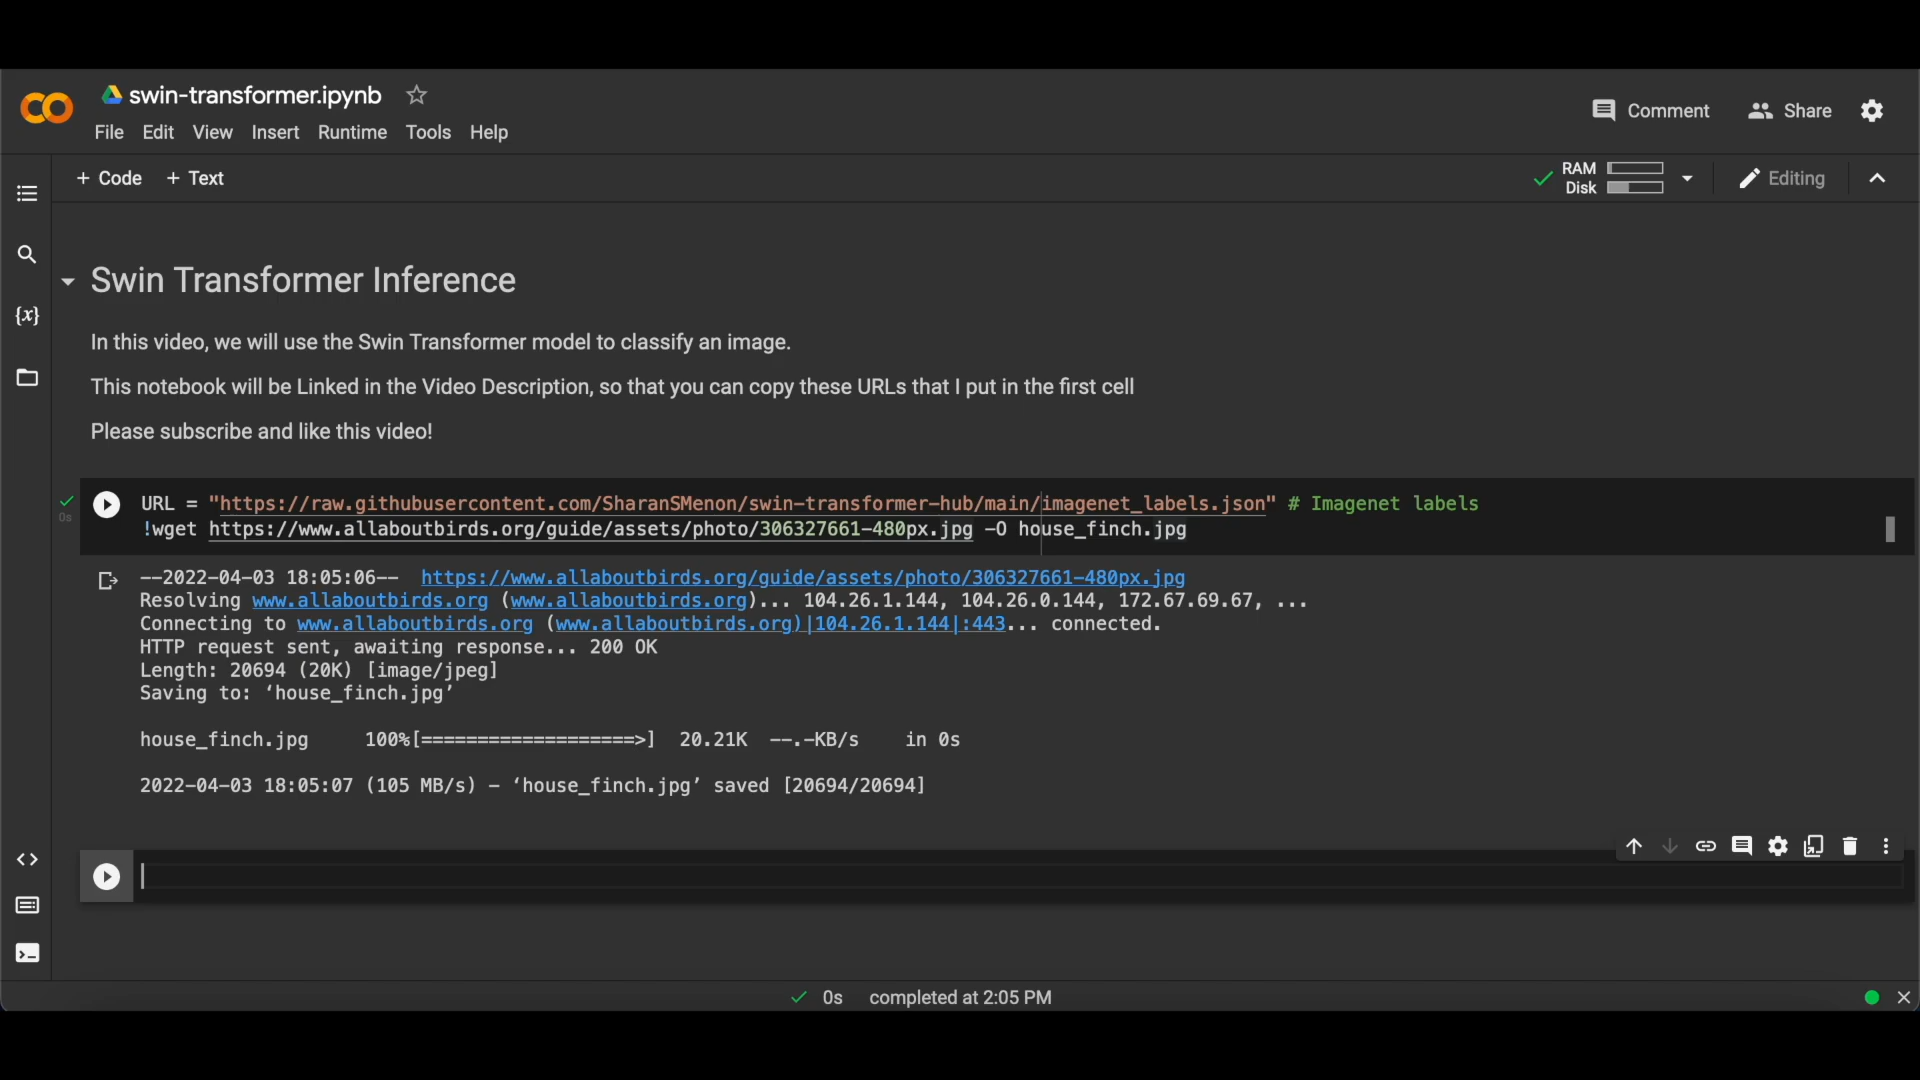 swin-transformer.ipynb
File Edit View Insert Runtime Tools Help
Comment Share
+ Code + Text
RAM
Disk
Editing
{x}
Swin Transformer Inference
In this video, we will use the Swin Transformer model to classify an image.
This notebook will be Linked in the Video Description, so that you can copy these URLs that I put in the first cell
Please subscribe and like this video!
0s
URL = "https://raw.githubusercontent.com/SharanSMenon/swin-transformer-hub/main/imagenet_labels.json" # Imagenet labels
!wget https://www.allaboutbirds.org/guide/assets/photo/306327661-480px.jpg -O house_finch.jpg
--2022-04-03 18:05:06-- https://www.allaboutbirds.org/guide/assets/photo/306327661-480px.jpg
Resolving www.allaboutbirds.org (www.allaboutbirds.org)... 104.26.1.144, 104.26.0.144, 172.67.69.67, ...
Connecting to www.allaboutbirds.org (www.allaboutbirds.org)|104.26.1.144|:443... connected.
HTTP request sent, awaiting response... 200 OK
Length: 20694 (20K) [image/jpeg]
Saving to: ‘house_finch.jpg’
house_finch.jpg 100%[===================>] 20.21K --.-KB/s in 0s
2022-04-03 18:05:07 (105 MB/s) - ‘house_finch.jpg’ saved [20694/20694]
0s completed at 2:05 PM